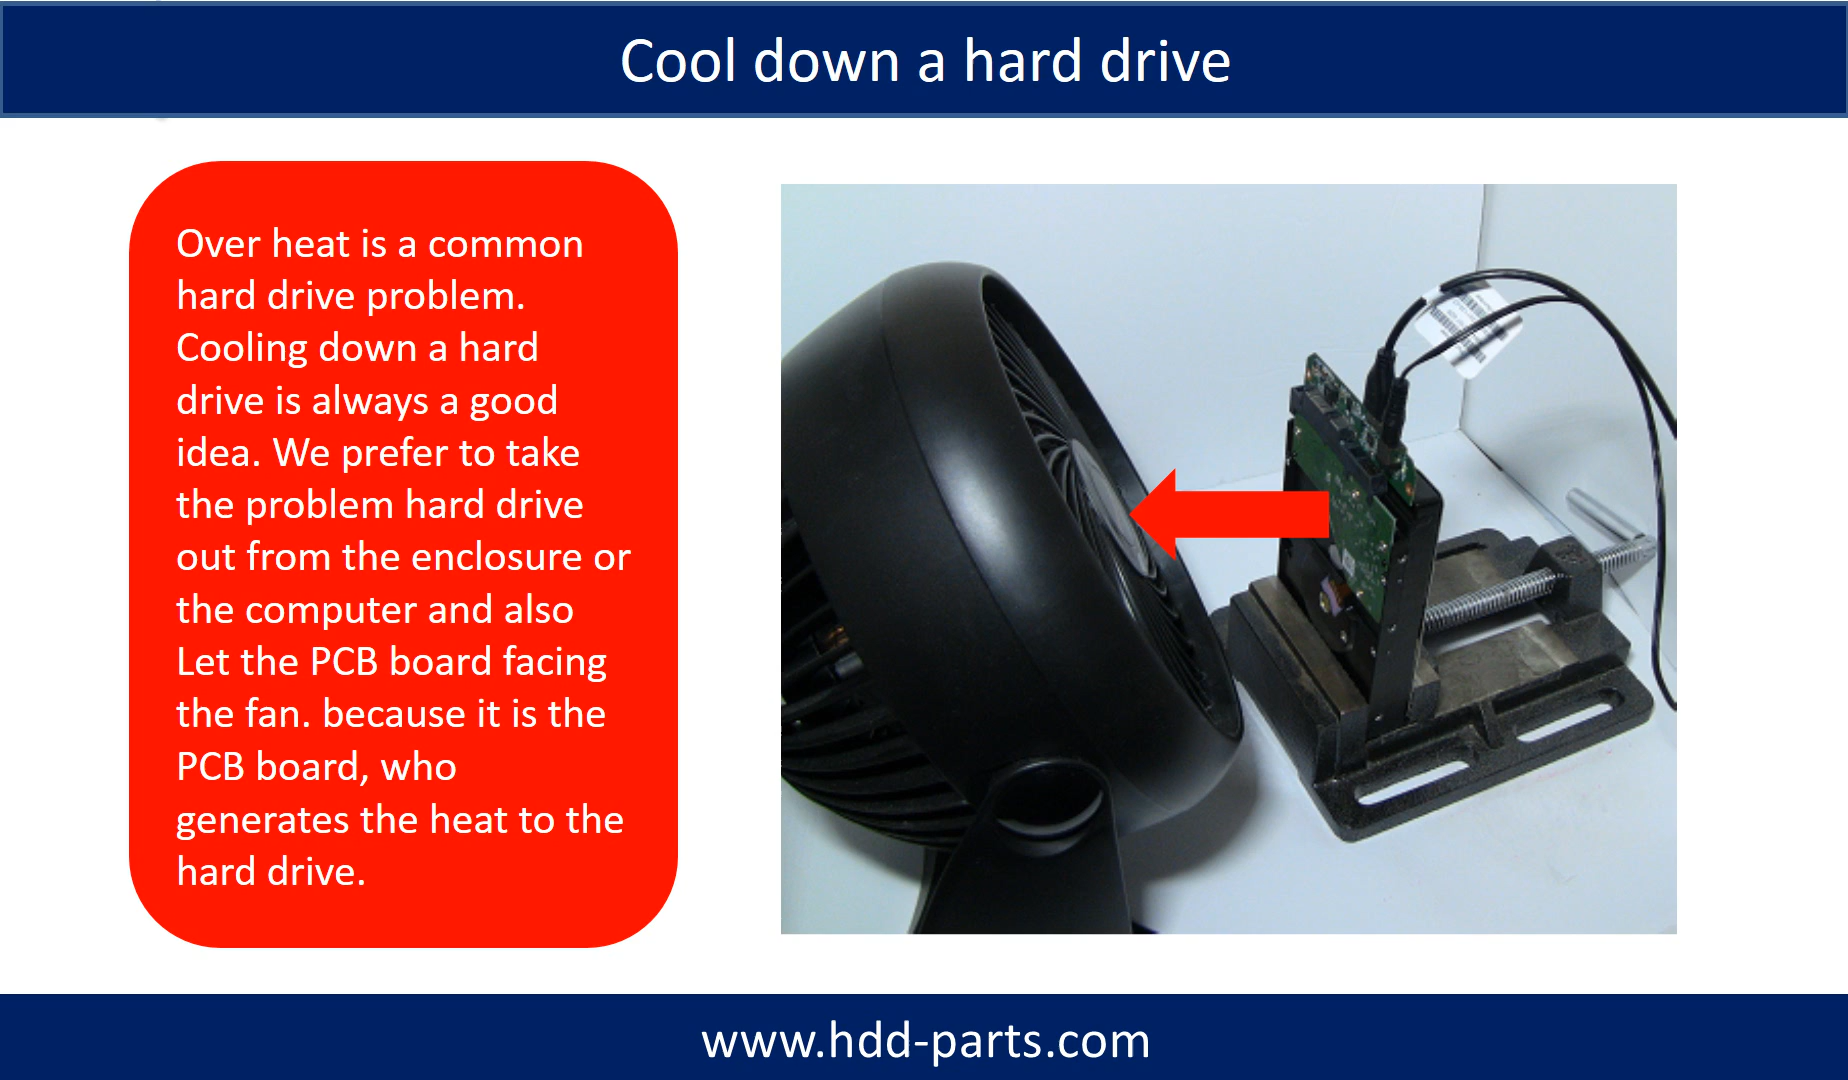 Cool down a hard drive
Over heat is a common
hard drive problem.
Cooling down a hard
drive is always a good
idea. We prefer to take
the problem hard drive
out from the enclosure or
the computer and also
Let the PCB board facing
the fan. because it is the
PCB board, who
generates the heat to the
hard drive.
www.hdd-parts.com